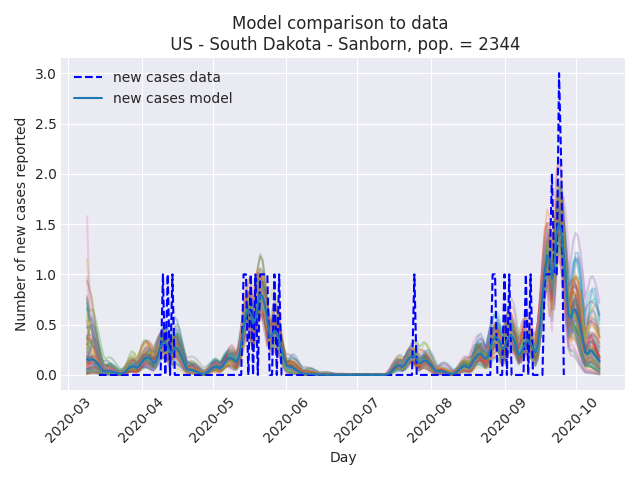 Model comparison to data
US - South Dakota - Sanborn, pop. = 2344
new cases data
new cases model
Number of new cases reported
3.0
2.5
2.0
1.5
1.0
0.5
0.0
2020-03
2020-04
2020-05
2020-06
2020-07
2020-08
2020-09
2020-10
Day